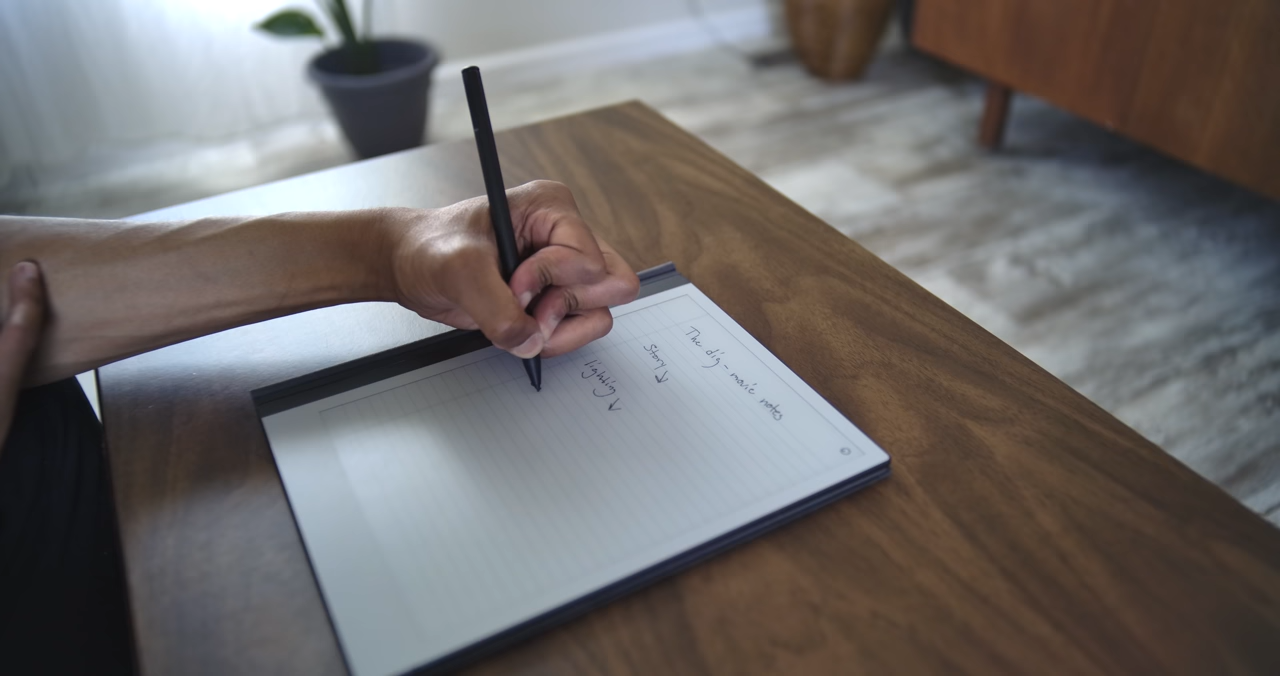 The dig - movie notes
Story ↘
lighting ↘